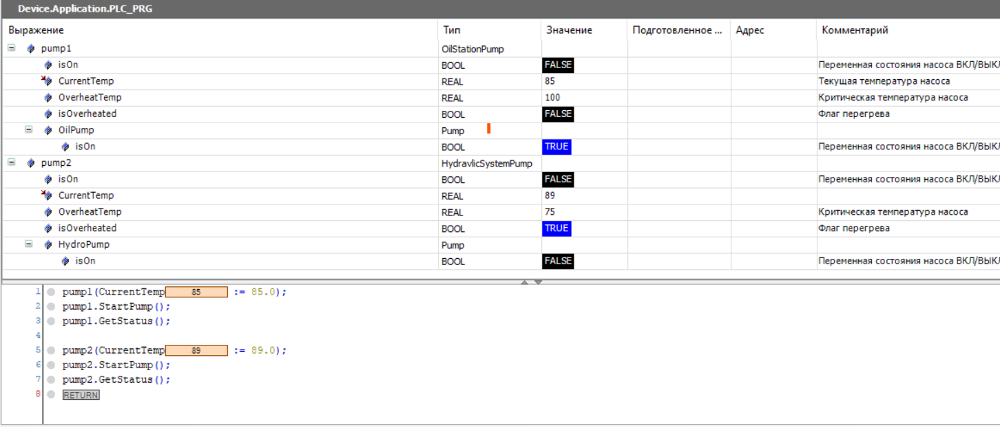 Device.Application.PLC_PRG
Выражение Тип Значение Подготовленное ... Адрес Комментарий
pump1 OilStationPump
isOn BOOL FALSE Переменная состояния насоса ВКЛ/ВЫКЛ
CurrentTemp REAL 85 Текущая температура насоса
OverheatTemp REAL 100 Критическая температура насоса
isOverheated BOOL FALSE Флаг перегрева
OilPump Pump
isOn BOOL TRUE Переменная состояния насоса ВКЛ/ВЫКЛ
pump2 HydravlicSystemPump
isOn BOOL FALSE Переменная состояния насоса ВКЛ/ВЫКЛ
CurrentTemp REAL 89
OverheatTemp REAL 75 Критическая температура насоса
isOverheated BOOL TRUE Флаг перегрева
HydroPump Pump
isOn BOOL FALSE Переменная состояния насоса ВКЛ/ВЫКЛ
1 pump1(CurrentTemp 85 := 85.0);
2 pump1.StartPump();
3 pump1.GetStatus();
4
5 pump2(CurrentTemp 89 := 89.0);
6 pump2.StartPump();
7 pump2.GetStatus();
8 RETURN